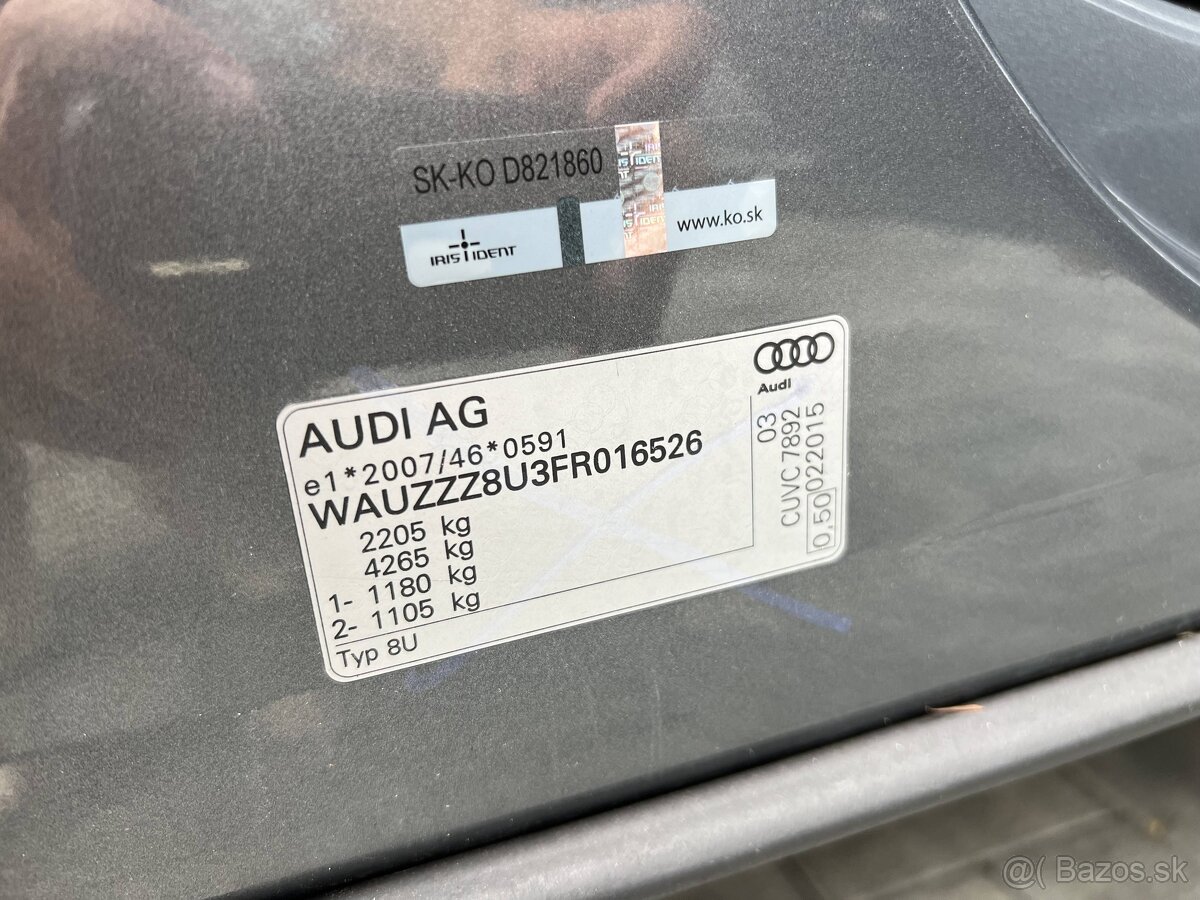 SK-KO D821860
IRIS IDENT
www.ko.sk
Audi
AUDI AG
e1*2007/46*0591
WAUZZZ8U3FR016526
2205 kg
4265 kg
1- 1180 kg
2- 1105 kg
Typ 8U
03
CUVC 7892
0,50 022015
@( Bazos.sk